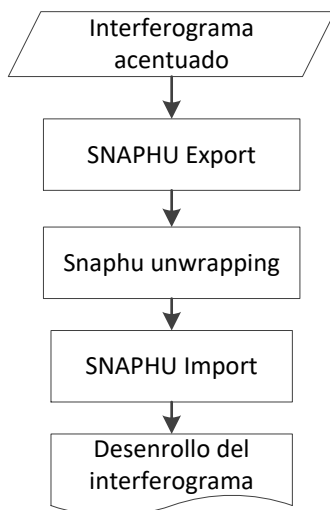 Interferograma
acentuado
SNAPHU Export
Snaphu unwrapping
SNAPHU Import
Desenrollo del
interferograma